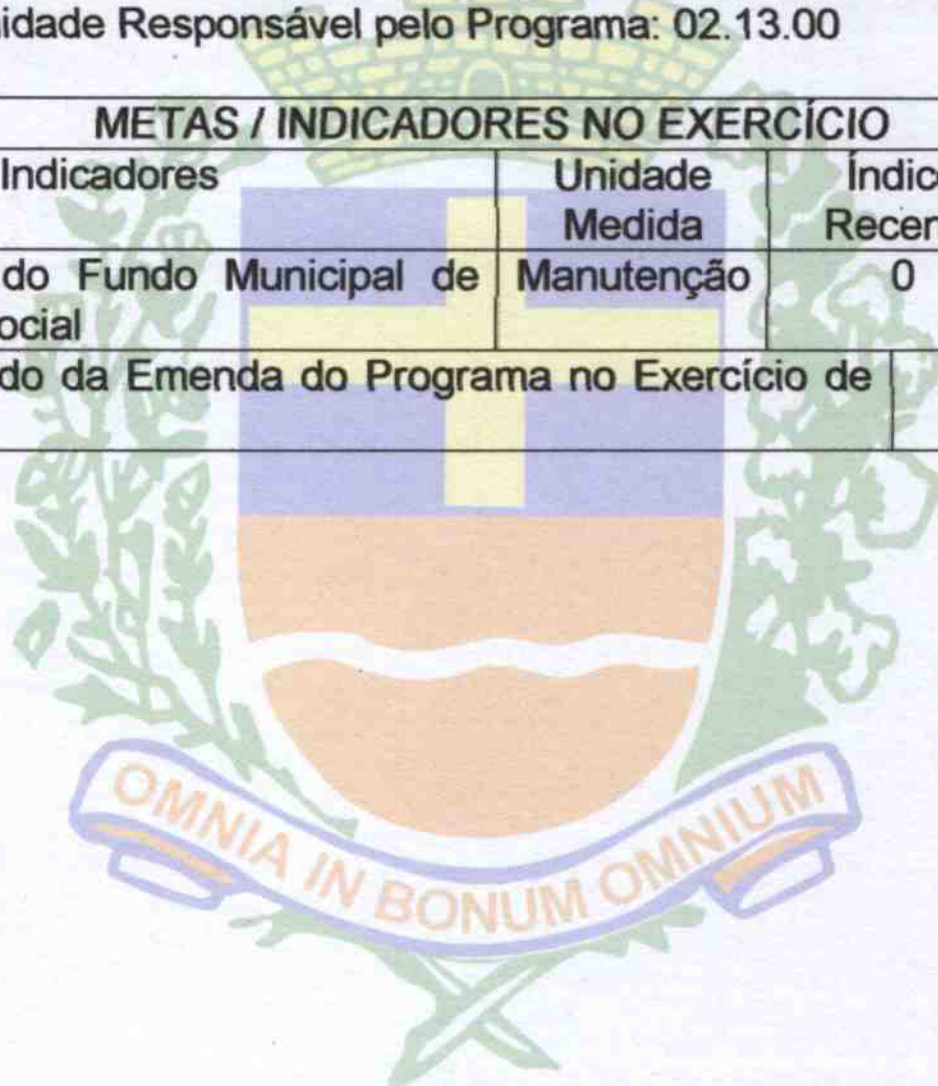 idade Responsável pelo Programa: 02.13.00
METAS / INDICADORES NO EXERCÍCIO
Indicadores
Unidade
Medida
Índic
Recen
do Fundo Municipal de
ocial
Manutenção
0
do da Emenda do Programa no Exercício de
OMNIA IN BONUM OMNIUM